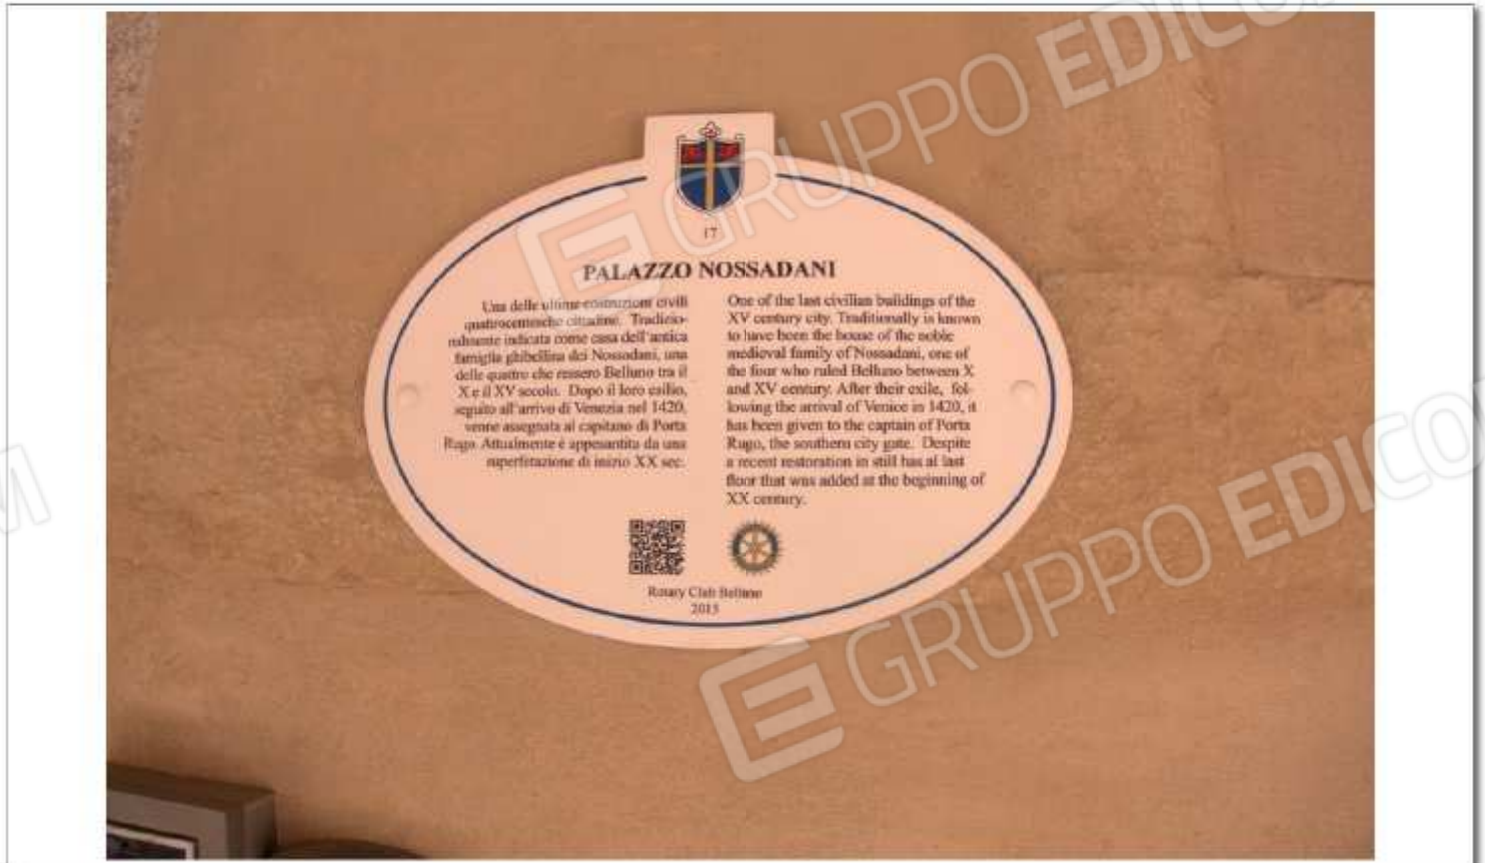 17
PALAZZO NOSSADANI
Una delle ultime costruzioni civili
quattrocentesche cittadine. Tradizio-
nalmente indicata come casa dell'antica
famiglia ghibellina dei Nossadani, una
delle quattro che ressero Belluno tra il
X e il XV secolo. Dopo il loro esilio,
seguito all'arrivo di Venezia nel 1420,
venne assegnata al capitano di Porta
Rugo. Attualmente è appesantita da una
superfetazione di inizio XX sec.
One of the last civilian buildings of the
XV century city. Traditionally is known
to have been the house of the noble
medieval family of Nossadani, one of
the four who ruled Belluno between X
and XV century. After their exile, fol-
lowing the arrival of Venice in 1420, it
has been given to the captain of Porta
Rugo, the southern city gate. Despite
a recent restoration in still has al last
floor that was added at the beginning of
XX century.
Rotary Club Belluno
2015
GRUPPO EDICOM
GRUPPO EDICOM
M